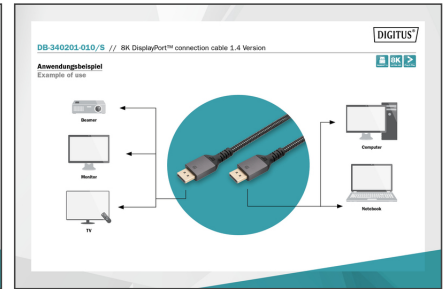 DIGITUS®
DB-340201-010/S // 8K DisplayPort™ connection cable 1.4 Version
8K
Anwendungsbeispiel
Example of use
Beamer
Monitor
TV
Computer
Notebook